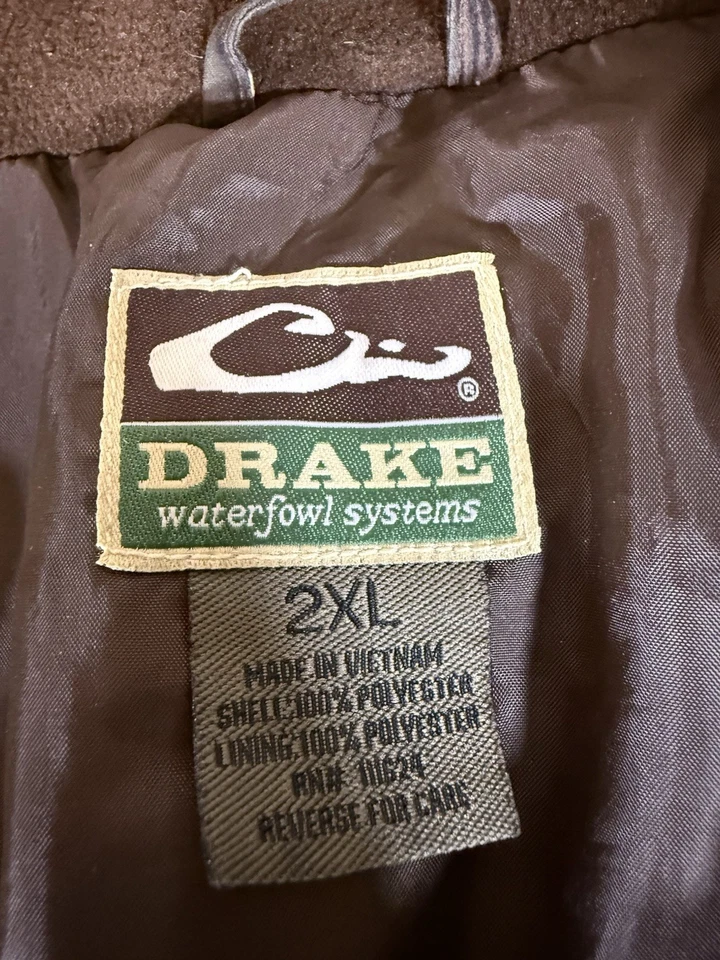 ®
DRAKE
waterfowl systems
2XL
MADE IN VIETNAM
SHELL:100% POLYESTER
LINING:100% POLYESTER
RN#: 111624
REVERSE FOR CARE